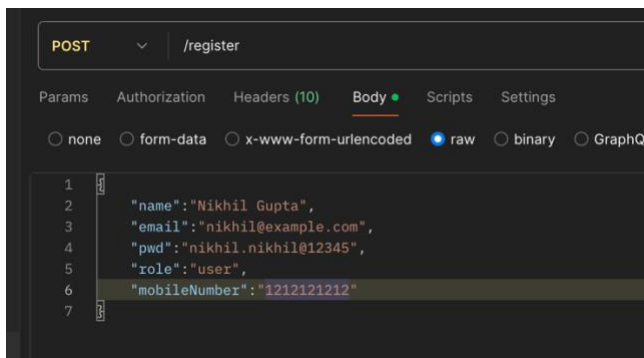 POST /register
Params Authorization Headers (10) Body Scripts Settings
none form-data x-www-form-urlencoded raw binary GraphQ
1 {
2 "name":"Nikhil Gupta",
3 "email":"nikhil@example.com",
4 "pwd":"nikhil.nikhil@12345",
5 "role":"user",
6 "mobileNumber":"1212121212"
7 }